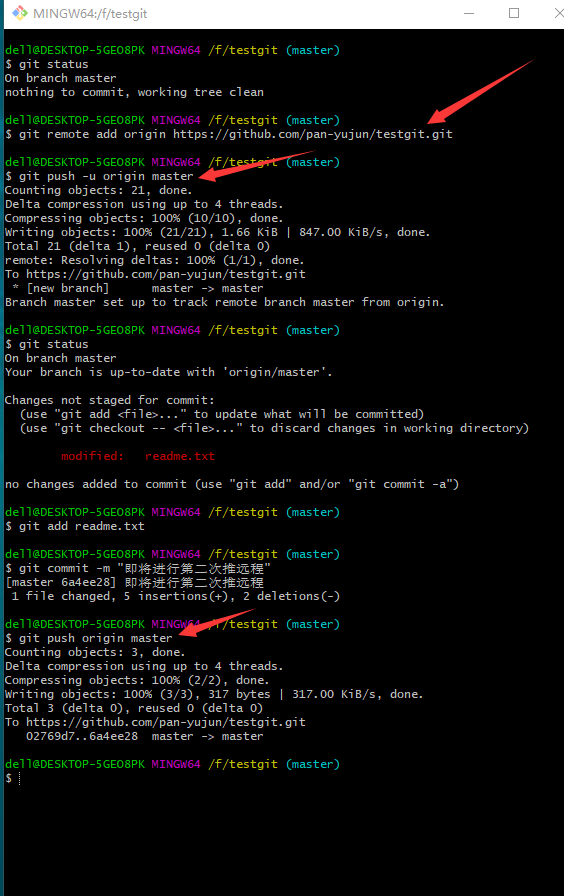 MINGW64:/f/testgit
dell@DESKTOP-5GEO8PK MINGW64 /f/testgit (master)
$ git status
On branch master
nothing to commit, working tree clean
dell@DESKTOP-5GEO8PK MINGW64 /f/testgit (master)
$ git remote add origin https://github.com/pan-yujun/testgit.git
dell@DESKTOP-5GEO8PK MINGW64 /f/testgit (master)
$ git push -u origin master
Counting objects: 21, done.
Delta compression using up to 4 threads.
Compressing objects: 100% (10/10), done.
Writing objects: 100% (21/21), 1.66 KiB | 847.00 KiB/s, done.
Total 21 (delta 1), reused 0 (delta 0)
remote: Resolving deltas: 100% (1/1), done.
To https://github.com/pan-yujun/testgit.git
 * [new branch]      master -> master
Branch master set up to track remote branch master from origin.
dell@DESKTOP-5GEO8PK MINGW64 /f/testgit (master)
$ git status
On branch master
Your branch is up-to-date with 'origin/master'.
Changes not staged for commit:
  (use "git add <file>..." to update what will be committed)
  (use "git checkout -- <file>..." to discard changes in working directory)
        modified:   readme.txt
no changes added to commit (use "git add" and/or "git commit -a")
dell@DESKTOP-5GEO8PK MINGW64 /f/testgit (master)
$ git add readme.txt
dell@DESKTOP-5GEO8PK MINGW64 /f/testgit (master)
$ git commit -m "即将进行第二次推远程"
[master 6a4ee28] 即将进行第二次推远程
 1 file changed, 5 insertions(+), 2 deletions(-)
dell@DESKTOP-5GEO8PK MINGW64 /f/testgit (master)
$ git push origin master
Counting objects: 3, done.
Delta compression using up to 4 threads.
Compressing objects: 100% (2/2), done.
Writing objects: 100% (3/3), 317 bytes | 317.00 KiB/s, done.
Total 3 (delta 0), reused 0 (delta 0)
To https://github.com/pan-yujun/testgit.git
   02769d7..6a4ee28  master -> master
dell@DESKTOP-5GEO8PK MINGW64 /f/testgit (master)
$